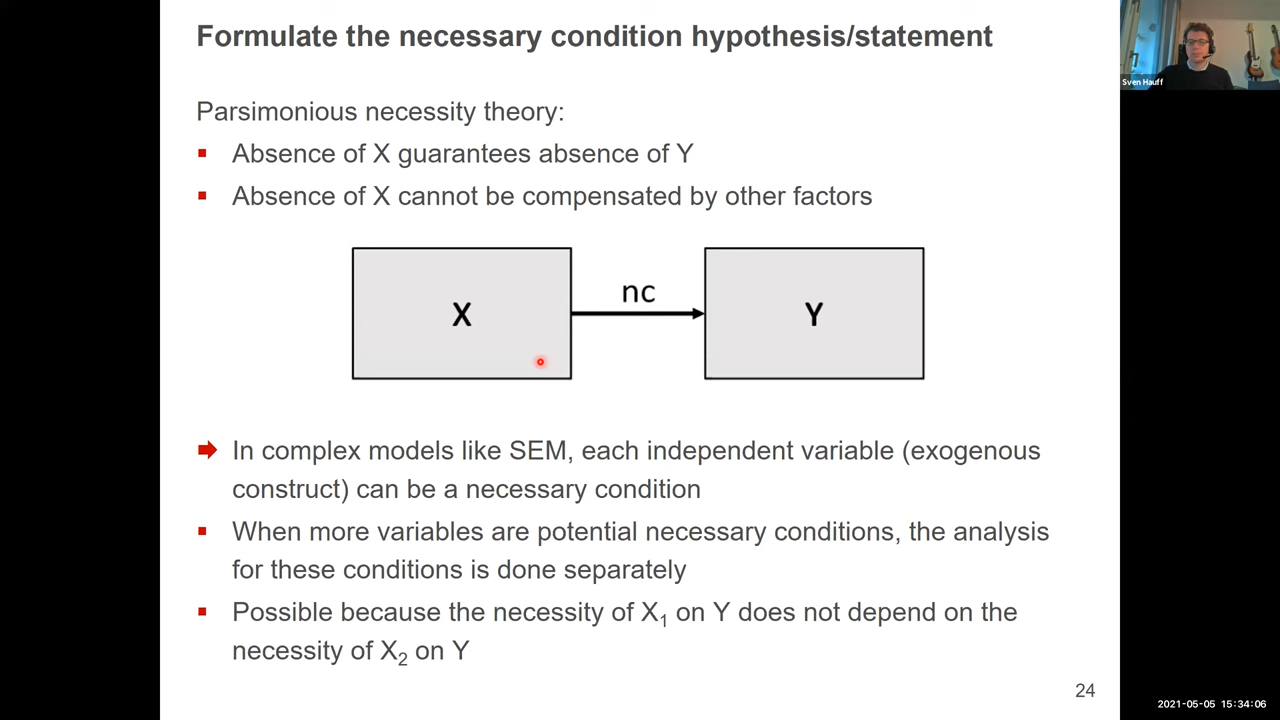 Formulate the necessary condition hypothesis/statement
Sven Hauff
Parsimonious necessity theory:
▪ Absence of X guarantees absence of Y
▪ Absence of X cannot be compensated by other factors
X
nc
Y
In complex models like SEM, each independent variable (exogenous
construct) can be a necessary condition
▪ When more variables are potential necessary conditions, the analysis
for these conditions is done separately
▪ Possible because the necessity of X₁ on Y does not depend on the
necessity of X₂ on Y
24
2021-05-05 15:34:06